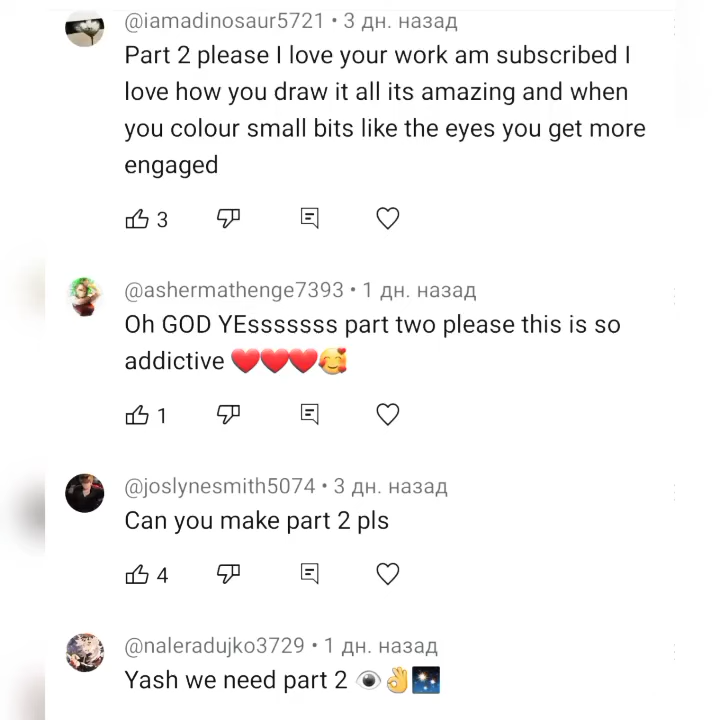 @iamadinosaur5721 • 3 дн. назад
Part 2 please I love your work am subscribed I
love how you draw it all its amazing and when
you colour small bits like the eyes you get more
engaged
3
@ashermathenge7393 • 1 дн. назад
Oh GOD YEsssssss part two please this is so
addictive ❤️❤️❤️🥰
1
@joslynesmith5074 • 3 дн. назад
Can you make part 2 pls
4
@naleradujko3729 • 1 дн. назад
Yash we need part 2 👁️👌🎇